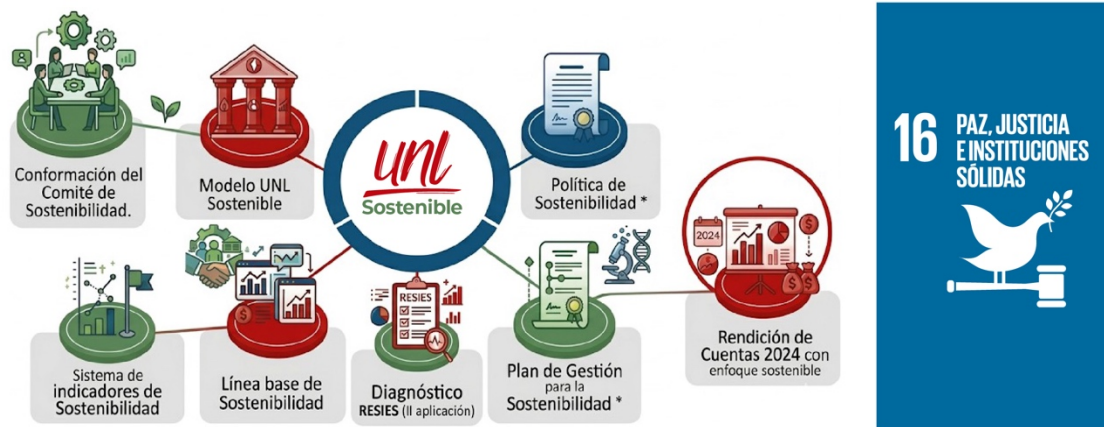 Conformación del
Comité de
Sostenibilidad.
Modelo UNL
Sostenible
unl
Sostenible
Política de
Sostenibilidad *
2024
Rendición de
Cuentas 2024 con
enfoque sostenible
Sistema de
indicadores de
Sostenibilidad
Línea base de
Sostenibilidad
RESIES
Diagnóstico
RESIES (II aplicación)
Plan de Gestión
para la
Sostenibilidad *
16 PAZ, JUSTICIA
E INSTITUCIONES
SÓLIDAS